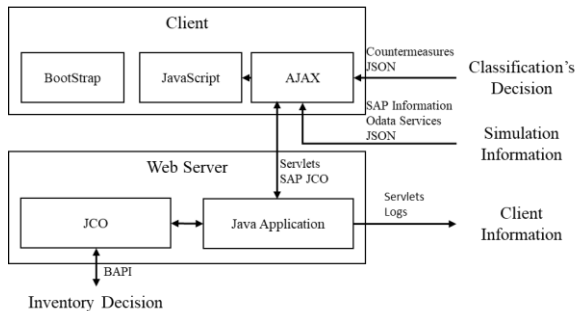 Client
BootStrap
JavaScript
AJAX
Countermeasures
JSON
Classification's
Decision
SAP Information
Odata Services
JSON
Simulation
Information
Servlets
SAP JCO
Web Server
JCO
Java Application
Servlets
Logs
Client
Information
BAPI
Inventory Decision